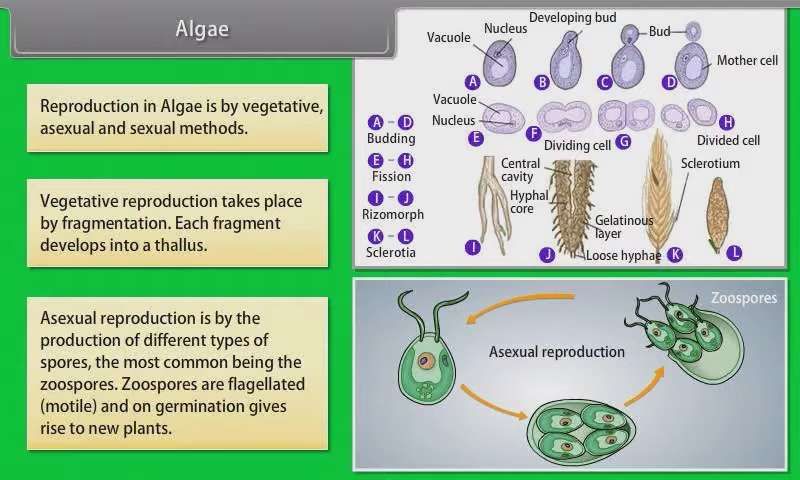 Algae
Reproduction in Algae is by vegetative,
asexual and sexual methods.
Vegetative reproduction takes place
by fragmentation. Each fragment
develops into a thallus.
Asexual reproduction is by the
production of different types of
spores, the most common being the
zoospores. Zoospores are flagellated
(motile) and on germination gives
rise to new plants.
Developing bud
Nucleus
Vacuole
Bud
Mother cell
A B C D
Vacuole
Nucleus
E F G H
Dividing cell
Divided cell
A – D
Budding
E – H
Fission
I – J
Rizomorph
K – L
Sclerotia
Central
cavity
Hyphal
core
Gelatinous
layer
Loose hyphae
Sclerotium
I J K L
Zoospores
Asexual reproduction